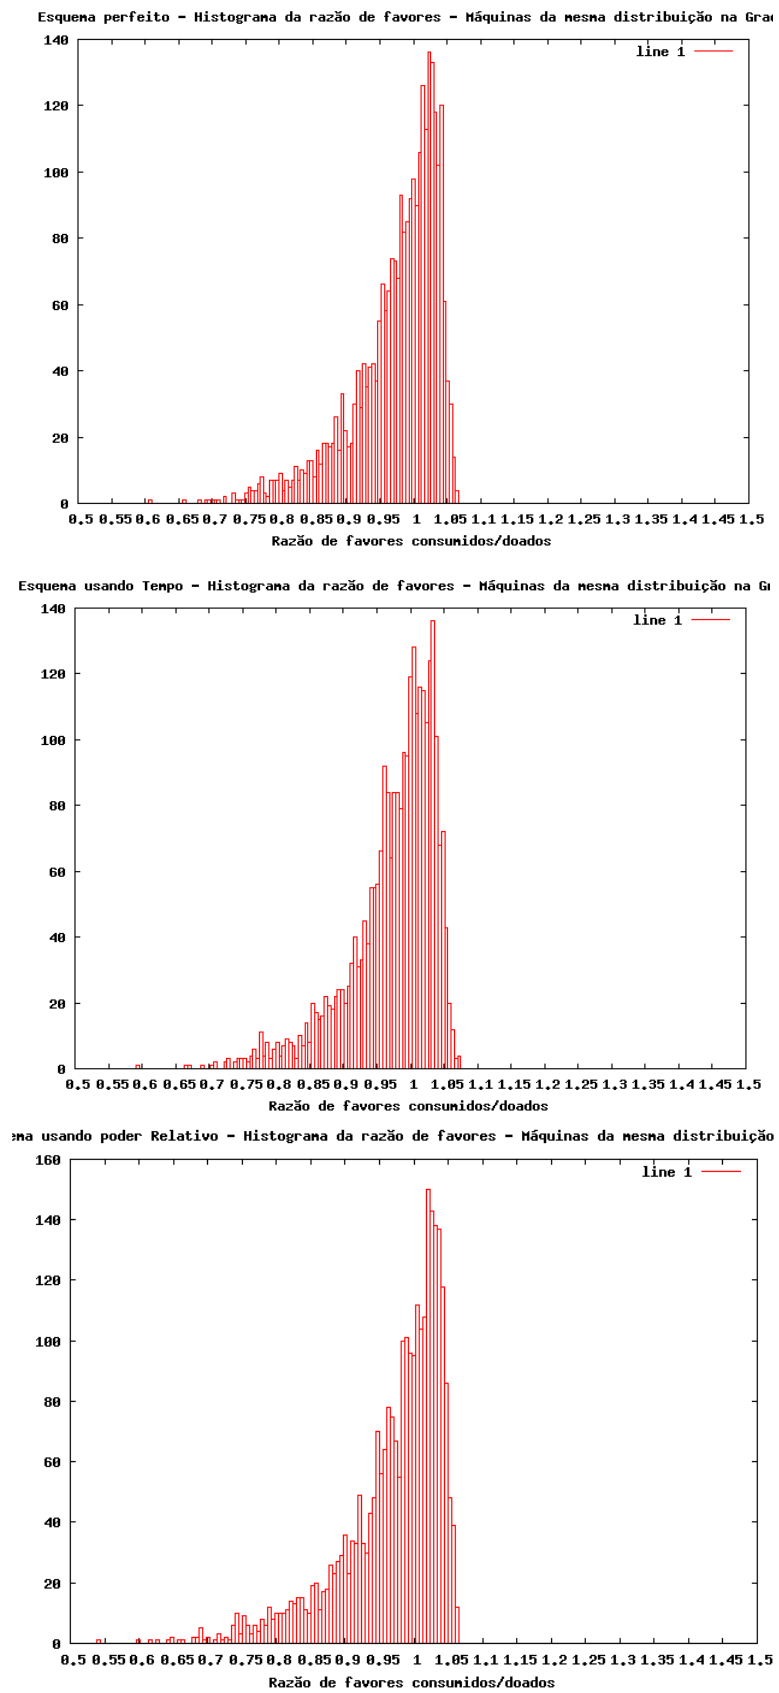 Esquema perfeito - Histograma da razão de favores - Máquinas da mesma distribuição na Grad
140
line 1
120
100
80
60
40
20
0
0.5 0.55 0.6 0.65 0.7 0.75 0.8 0.85 0.9 0.95 1 1.05 1.1 1.15 1.2 1.25 1.3 1.35 1.4 1.45 1.5
Razão de favores consumidos/doados
Esquema usando Tempo - Histograma da razão de favores - Máquinas da mesma distribuição na Gr
140
line 1
120
100
80
60
40
20
0
0.5 0.55 0.6 0.65 0.7 0.75 0.8 0.85 0.9 0.95 1 1.05 1.1 1.15 1.2 1.25 1.3 1.35 1.4 1.45 1.5
Razão de favores consumidos/doados
ma usando poder Relativo - Histograma da razão de favores - Máquinas da mesma distribuição
160
line 1
140
120
100
80
60
40
20
0
0.5 0.55 0.6 0.65 0.7 0.75 0.8 0.85 0.9 0.95 1 1.05 1.1 1.15 1.2 1.25 1.3 1.35 1.4 1.45 1.5
Razão de favores consumidos/doados